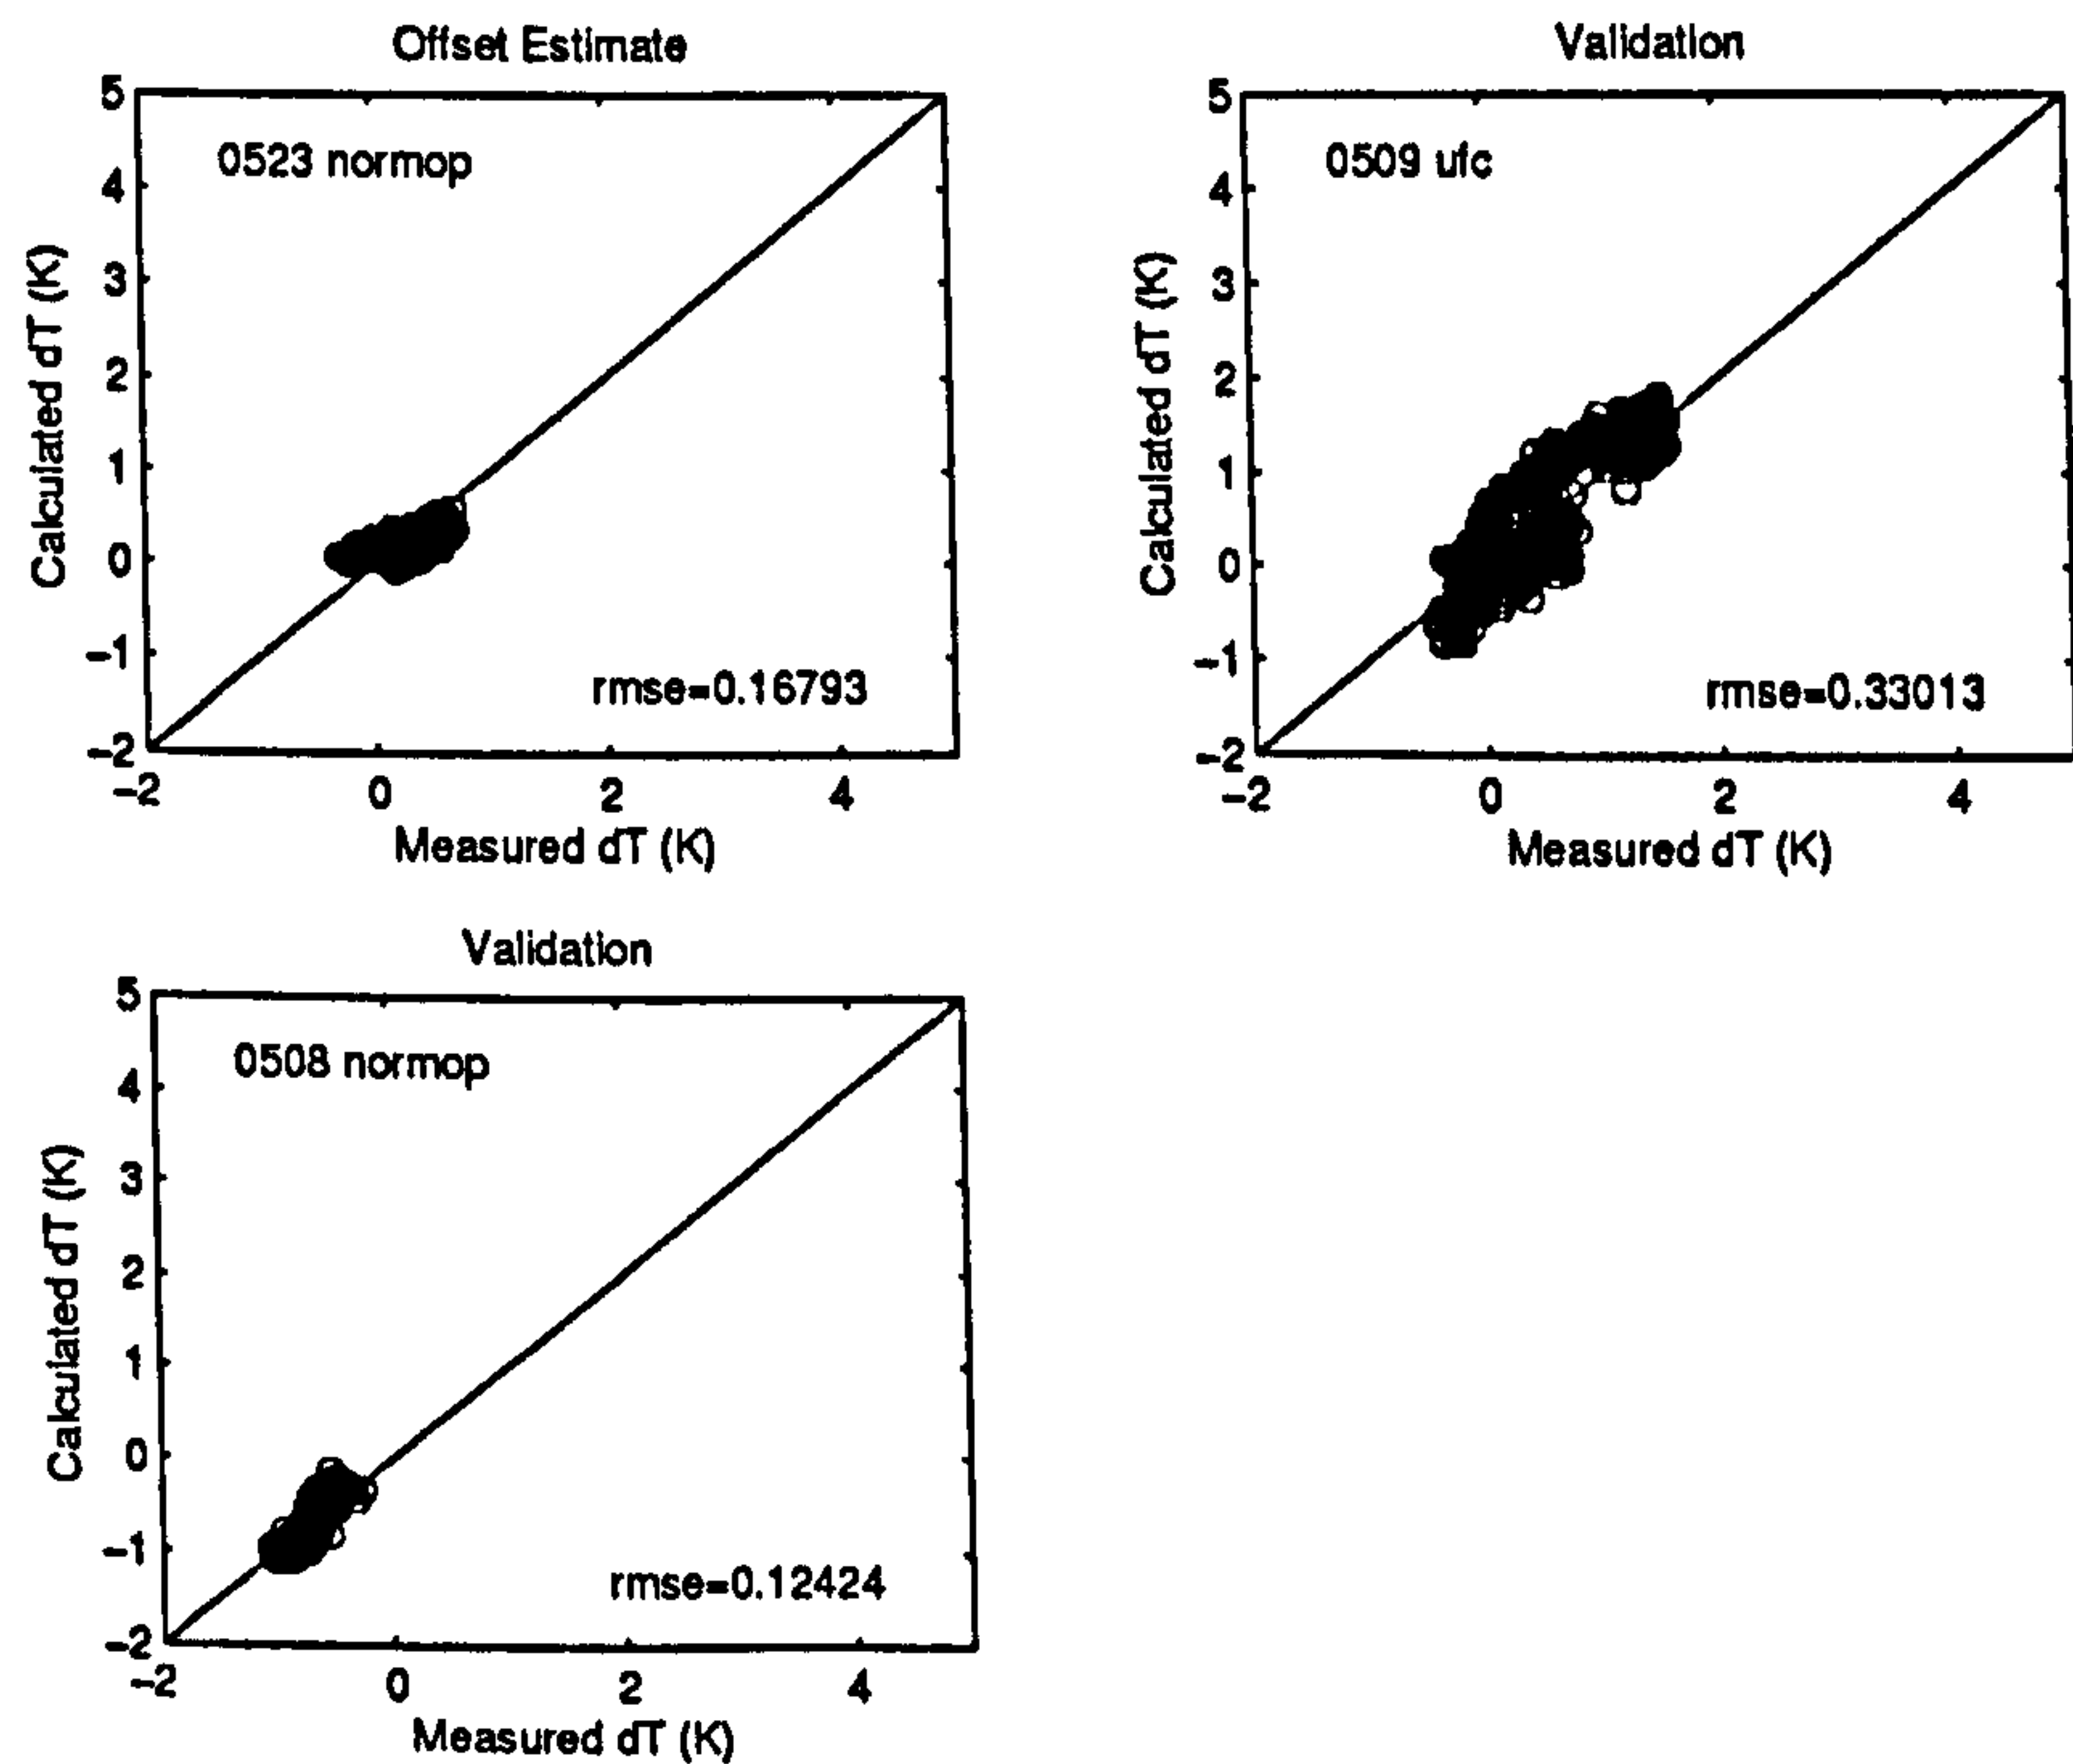 Offset Estimate
5
0523 normop
4
3
2
1
0
-1
-2
rmse=0.16793
-2 0 2 4
Calculated dT (K)
Measured dT (K)
Validation
5
0509 ufc
4
3
2
1
0
-1
-2
rmse=0.33013
-2 0 2 4
Calculated dT (K)
Measured dT (K)
Validation
5
0508 normop
4
3
2
1
0
-1
-2
rmse=0.12424
-2 0 2 4
Calculated dT (K)
Measured dT (K)